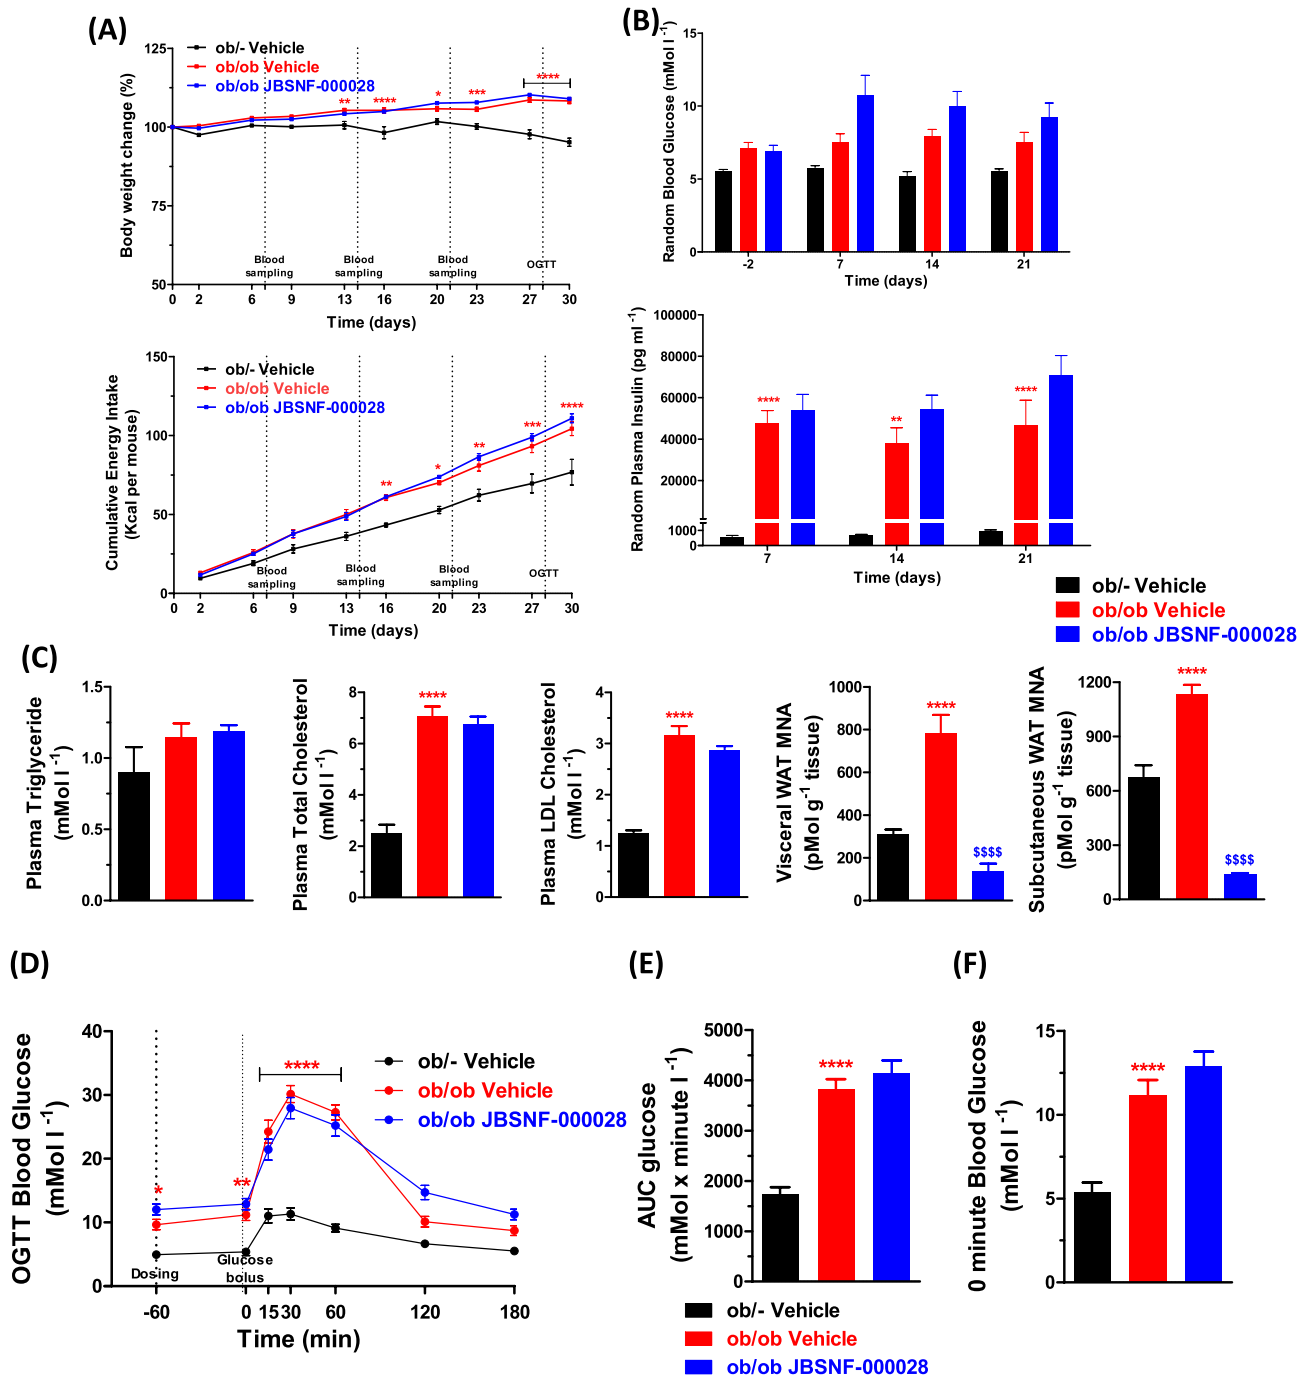 (A)
ob/- Vehicle
ob/ob Vehicle
ob/ob JBSNF-000028
Body weight change (%)
125
100
75
50
**
****
*
***
****
Blood sampling
Blood sampling
Blood sampling
OGTT
0 2 6 9 13 16 20 23 27 30
Time (days)
ob/- Vehicle
ob/ob Vehicle
ob/ob JBSNF-000028
Cumulative Energy Intake
(Kcal per mouse)
150
100
50
0
**
*
**
***
****
Blood sampling
Blood sampling
Blood sampling
OGTT
0 2 6 9 13 16 20 23 27 30
Time (days)
(B)
Random Blood Glucose (mMol l⁻¹)
15
10
5
0
-2 7 14 21
Time (days)
Random Plasma Insulin (pg ml⁻¹)
100000
80000
60000
40000
20000
1000
0
****
**
****
7 14 21
Time (days)
ob/- Vehicle
ob/ob Vehicle
ob/ob JBSNF-000028
(C)
Plasma Triglyceride
(mMol l⁻¹)
1.5
1.0
0.5
0.0
Plasma Total Cholesterol
(mMol l⁻¹)
8
6
4
2
0
****
Plasma LDL Cholesterol
(mMol l⁻¹)
4
3
2
1
0
****
Visceral WAT MNA
(pMol g⁻¹ tissue)
1000
800
600
400
200
0
****
$$$$
Subcutaneous WAT MNA
(pMol g⁻¹ tissue)
1200
900
600
300
0
****
$$$$
(D)
OGTT Blood Glucose
(mMol l⁻¹)
40
30
20
10
0
*
**
****
ob/- Vehicle
ob/ob Vehicle
ob/ob JBSNF-000028
Dosing
Glucose
bolus
-60 0 15 30 60 120 180
Time (min)
(E)
AUC glucose
(mMol x minute l⁻¹)
5000
4000
3000
2000
1000
0
****
(F)
0 minute Blood Glucose
(mMol l⁻¹)
15
10
5
0
****
ob/- Vehicle
ob/ob Vehicle
ob/ob JBSNF-000028